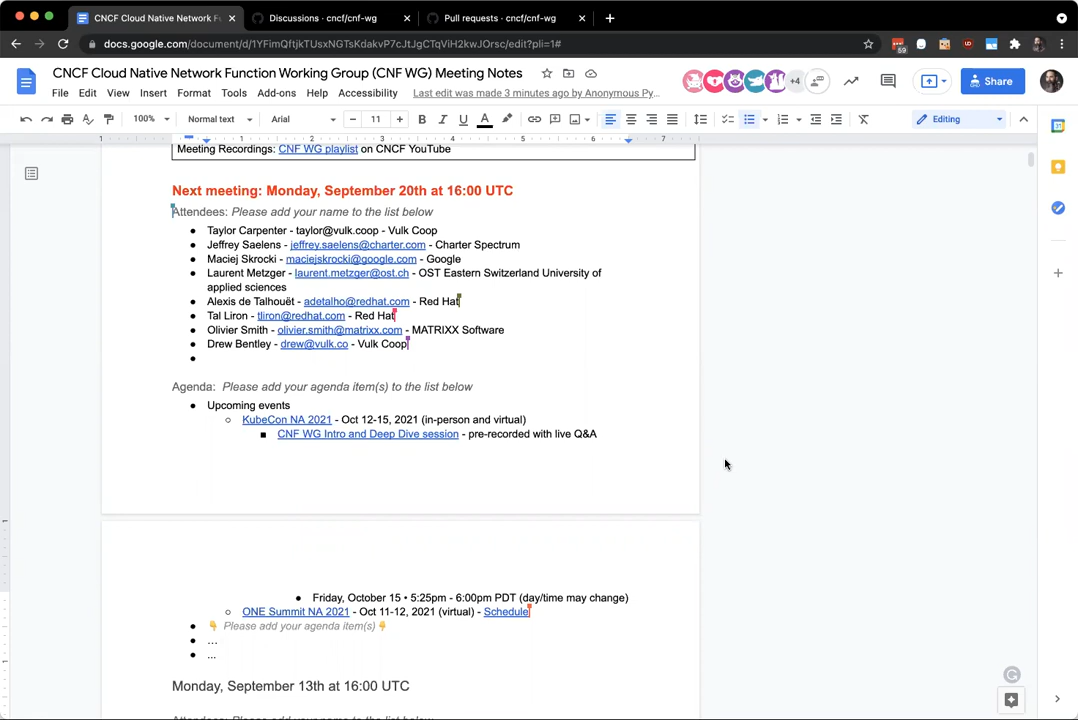 CNCF Cloud Native Network F
Discussions · cncf/cnf-wg
Pull requests · cncf/cnf-wg
docs.google.com/document/d/1YFimQftjkTUsxNGTsKdakvP7cJtJgCTqViH2kwJOrsc/edit?pli=1#
59
CNCF Cloud Native Network Function Working Group (CNF WG) Meeting Notes
+4
Share
File Edit View Insert Format Tools Add-ons Help Accessibility Last edit was made 3 minutes ago by Anonymous Py...
100% Normal text Arial 11 B I U A Editing
1 1 2 3 4 5 6 7
Meeting Recordings: CNF WG playlist on CNCF YouTube
Next meeting: Monday, September 20th at 16:00 UTC
Attendees: Please add your name to the list below
● Taylor Carpenter - taylor@vulk.coop - Vulk Coop
● Jeffrey Saelens - jeffrey.saelens@charter.com - Charter Spectrum
● Maciej Skrocki - maciejskrocki@google.com - Google
● Laurent Metzger - laurent.metzger@ost.ch - OST Eastern Switzerland University of
applied sciences
● Alexis de Talhouët - adetalho@redhat.com - Red Hat
● Tal Liron - tliron@redhat.com - Red Hat
● Olivier Smith - olivier.smith@matrixx.com - MATRIXX Software
● Drew Bentley - drew@vulk.co - Vulk Coop
●
Agenda: Please add your agenda item(s) to the list below
● Upcoming events
○ KubeCon NA 2021 - Oct 12-15, 2021 (in-person and virtual)
■ CNF WG Intro and Deep Dive session - pre-recorded with live Q&A
● Friday, October 15 • 5:25pm - 6:00pm PDT (day/time may change)
○ ONE Summit NA 2021 - Oct 11-12, 2021 (virtual) - Schedule
● 👇 Please add your agenda item(s) 👇
● …
● ...
Monday, September 13th at 16:00 UTC